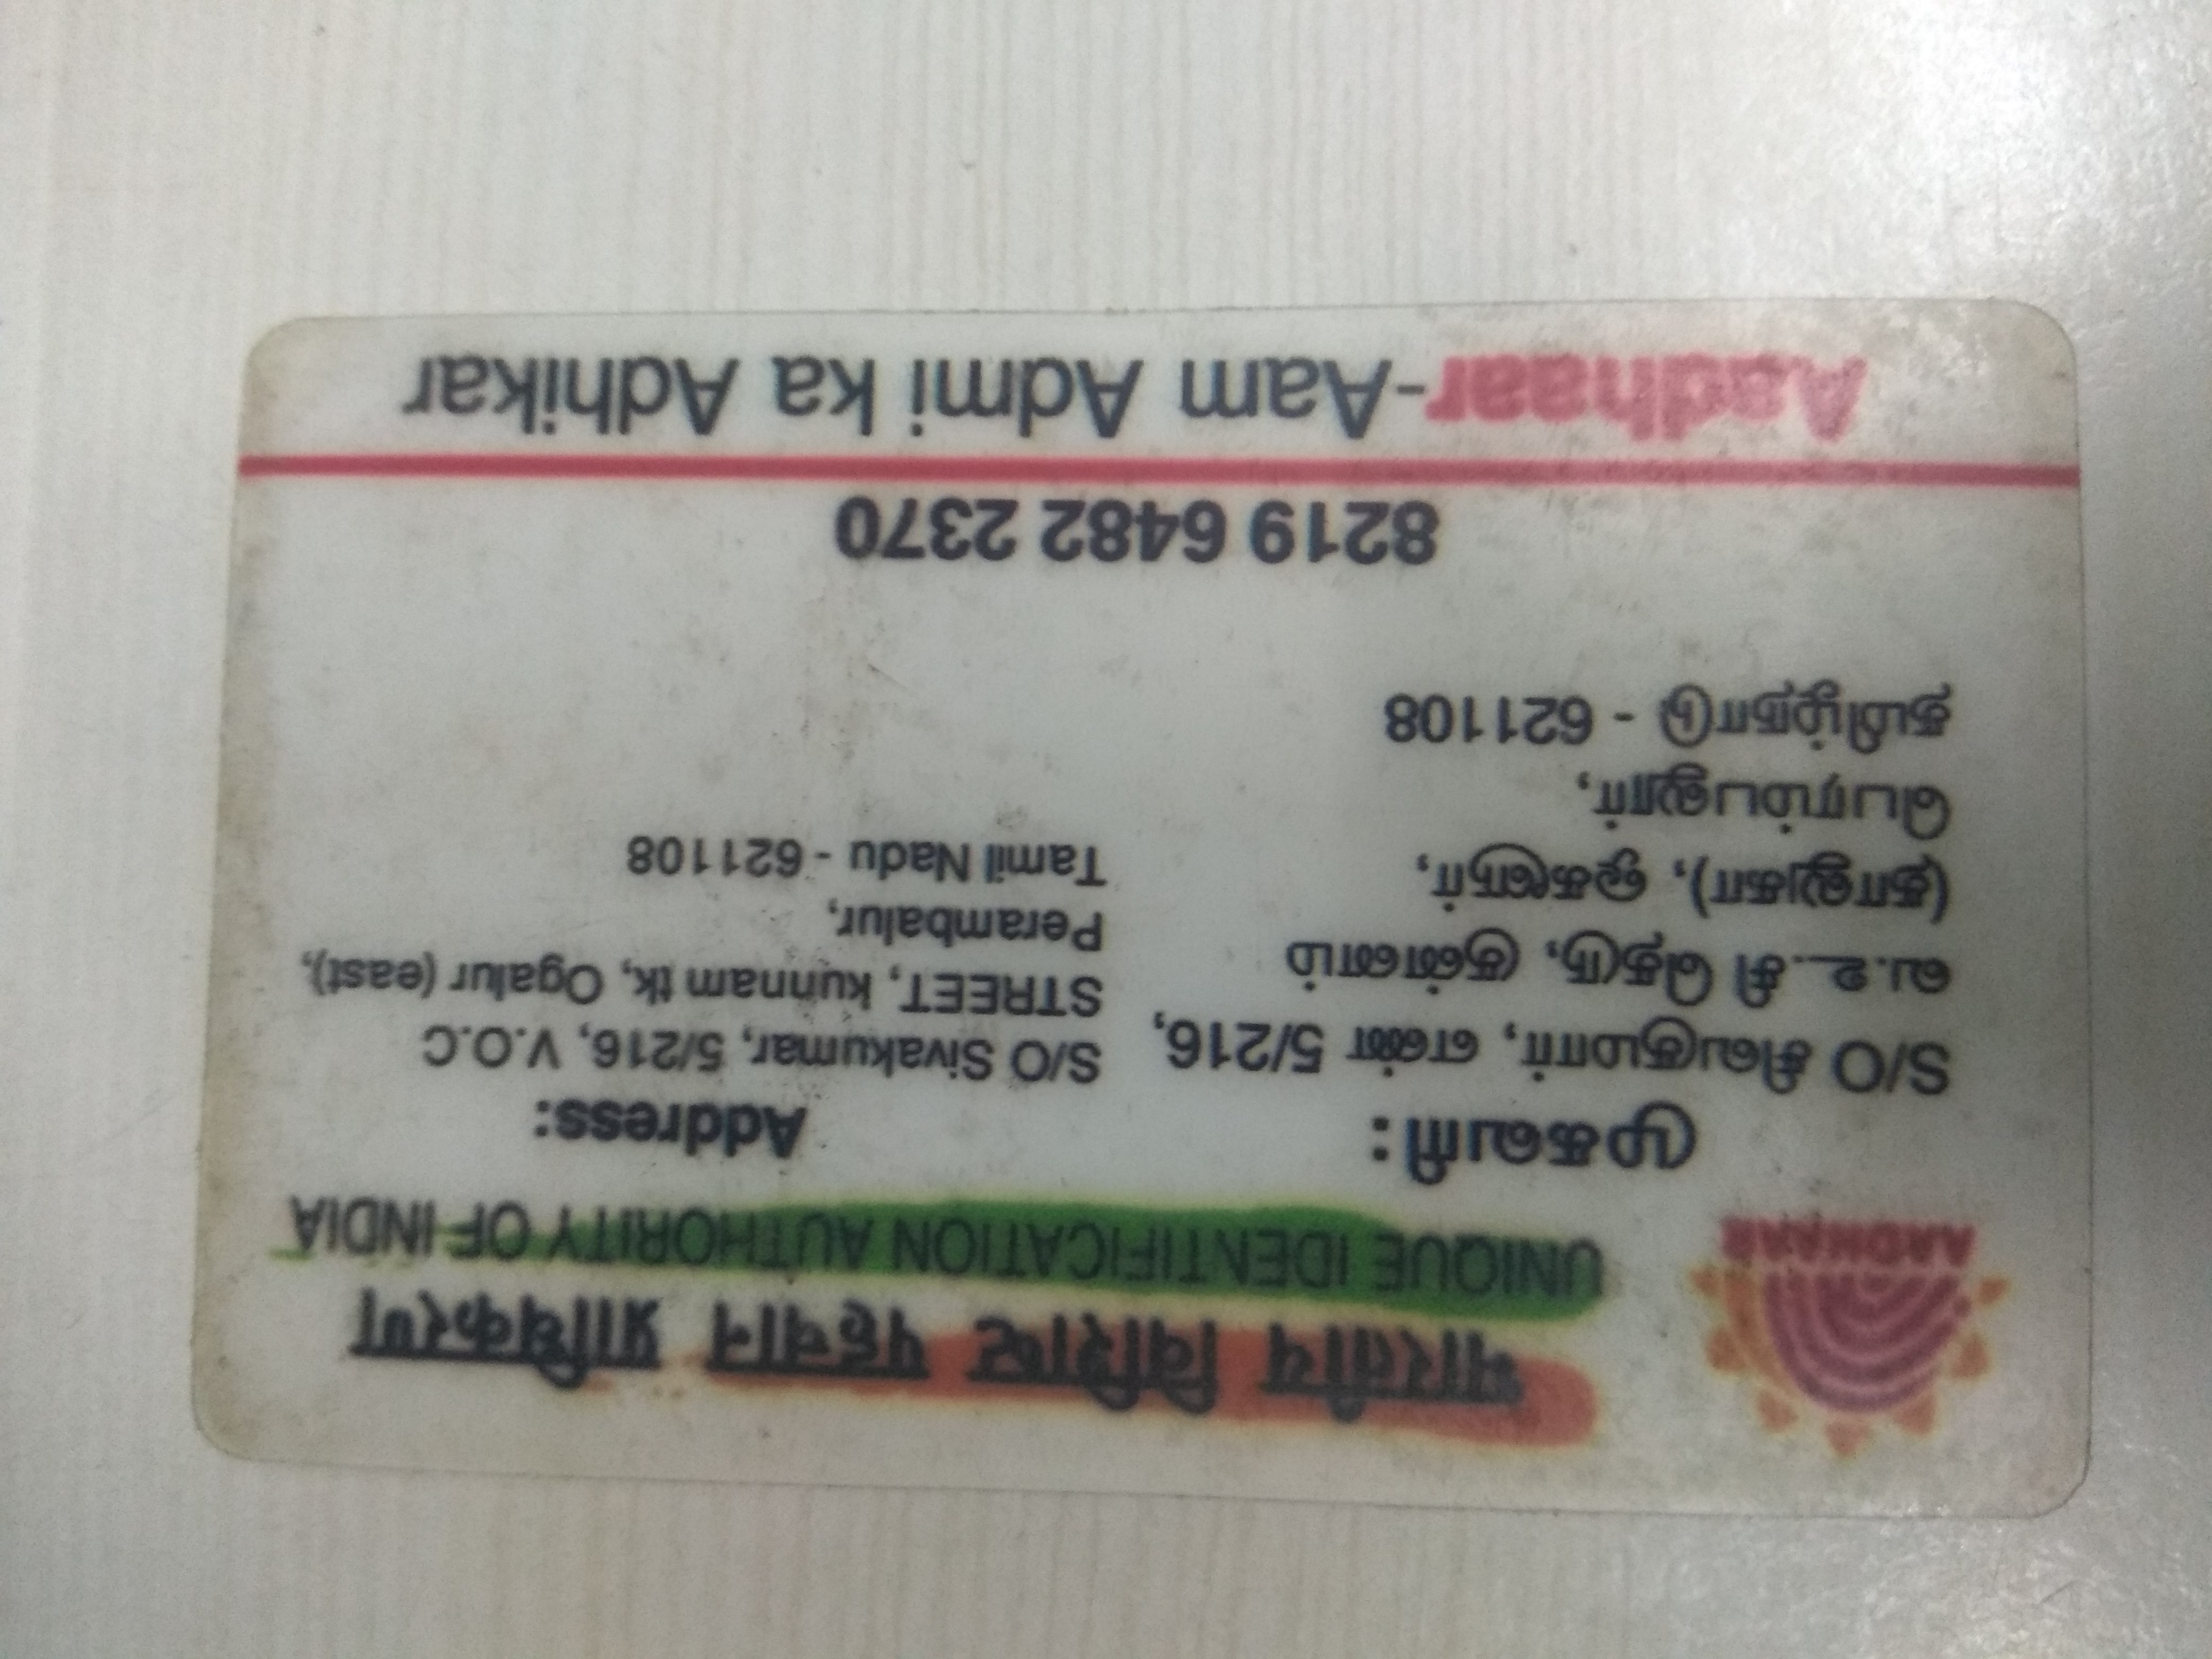 भारतीय विशिष्ट पहचान प्राधिकरण
UNIQUE IDENTIFICATION AUTHORITY OF INDIA
AADHAAR
முகவரி :
S/O சிவகுமார், எண் 5/216,
வ.உ.சி தெரு, குன்னம்
(தாலுகா), ஒகளூர்,
பெரம்பலூர்,
தமிழ்நாடு - 621108
Address:
S/O Sivakumar, 5/216, V.O.C
STREET, kunnam tk, Ogalur (east),
Perambalur,
Tamil Nadu - 621108
8219 6482 2370
Aadhaar-Aam Admi ka Adhikar